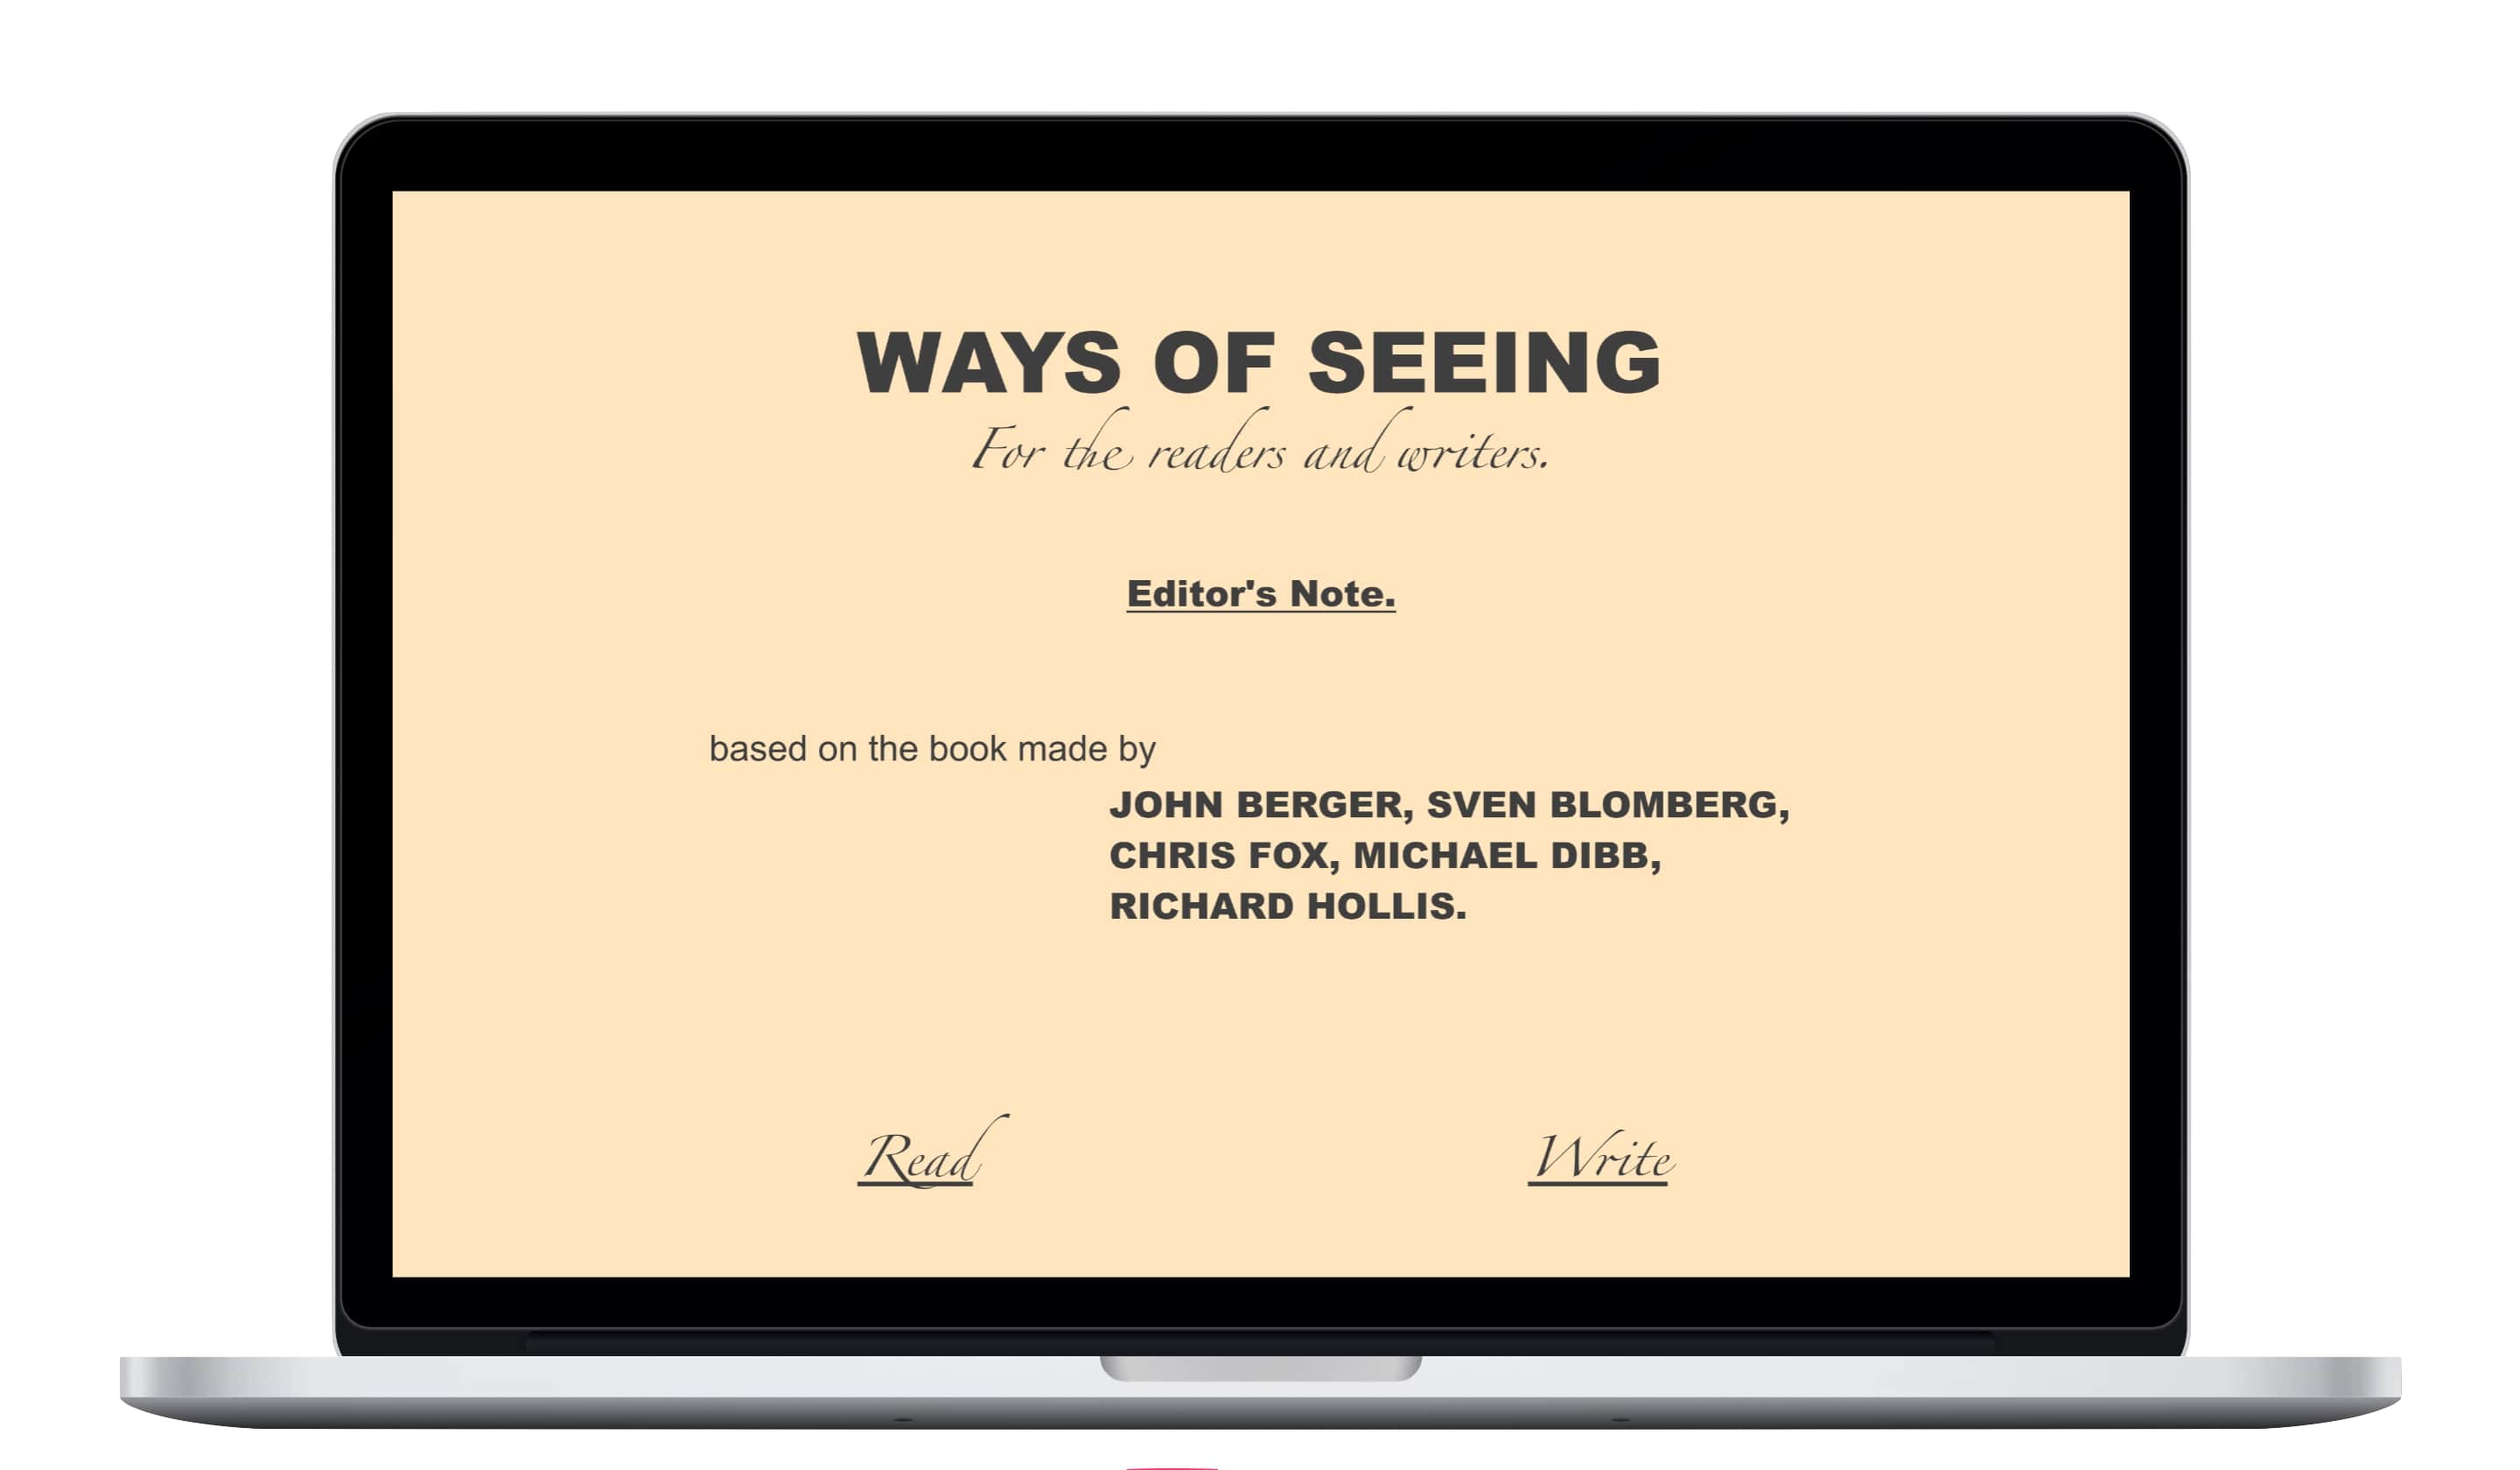 WAYS OF SEEING
For the readers and writers.
Editor's Note.
based on the book made by
JOHN BERGER, SVEN BLOMBERG,
CHRIS FOX, MICHAEL DIBB,
RICHARD HOLLIS.
Read
Write